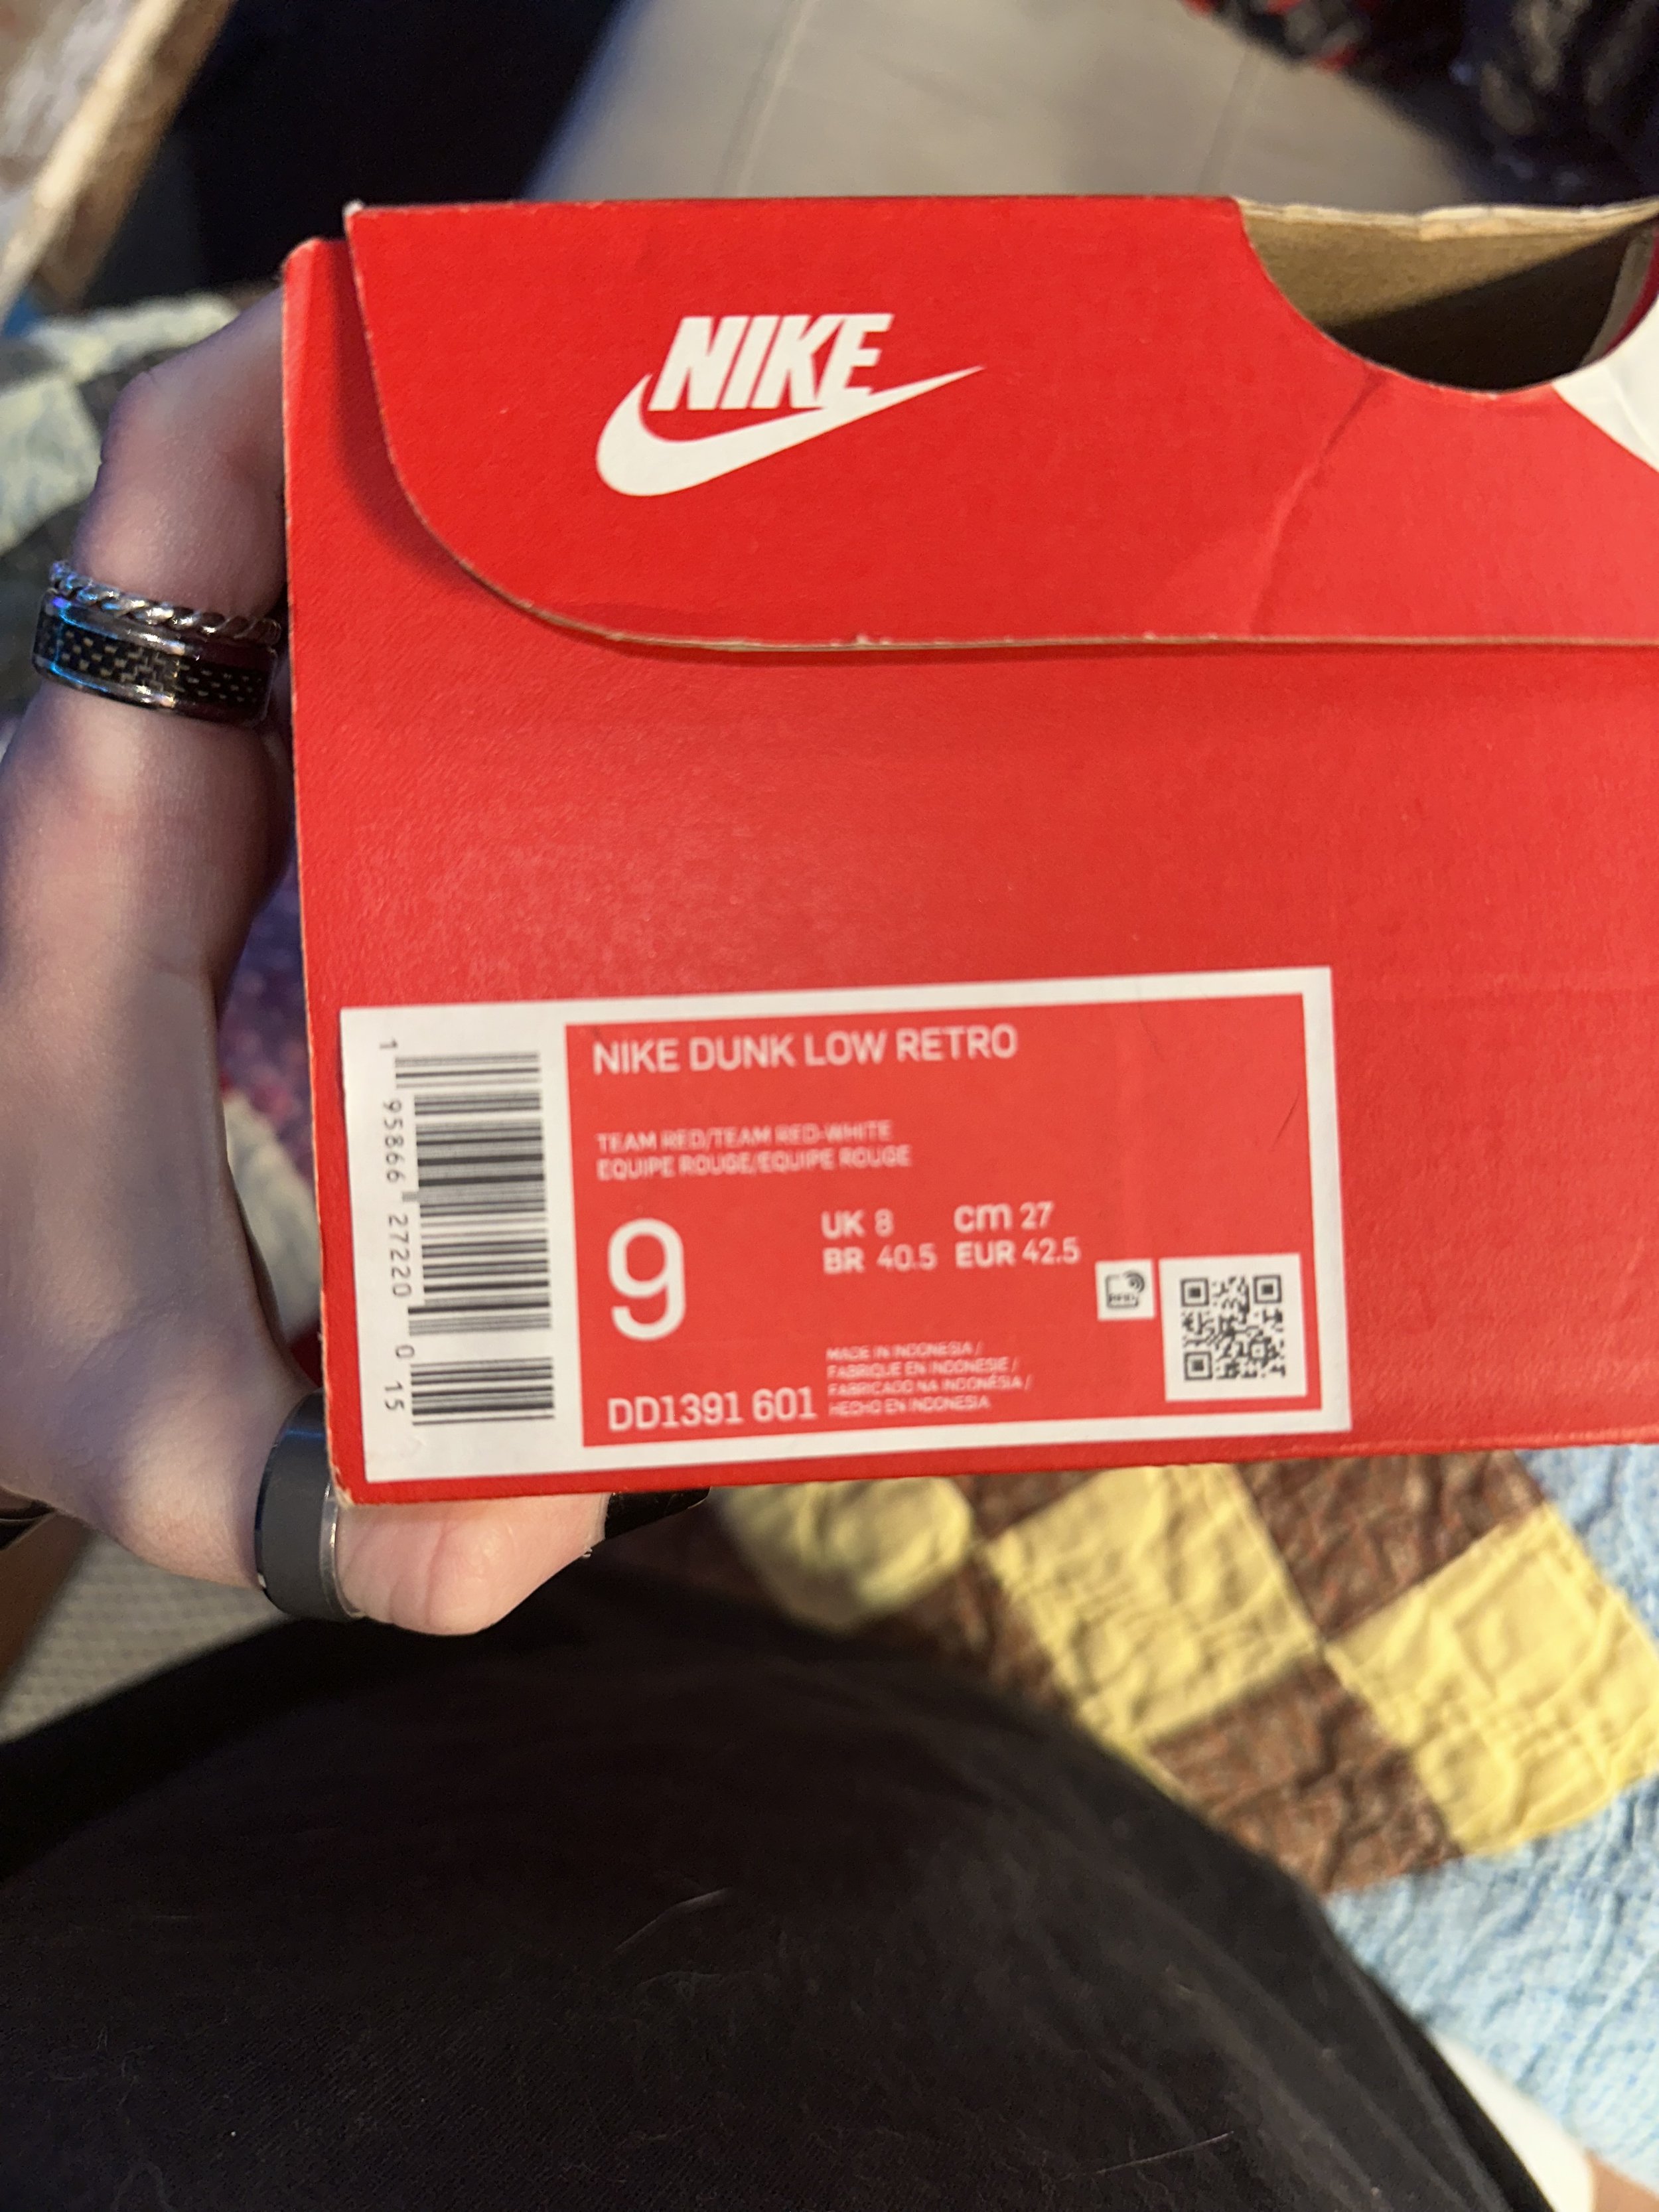 NIKE
NIKE DUNK LOW RETRO
TEAM RED/TEAM RED-WHITE
EQUIPE ROUGE/EQUIPE ROUGE
9
UK 8 cm 27
BR 40.5 EUR 42.5
MADE IN INDONESIA /
FABRIQUE EN INDONESIE /
FABRICADO NA INDONÉSIA /
HECHO EN INDONESIA
DD1391 601
1 95866 27220 0 15